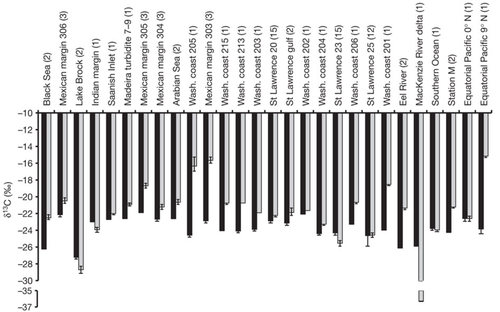 Black Sea (2)
Mexican margin 306 (3)
Lake Brock (2)
Indian margin (1)
Saanish Inlet (1)
Madeira turbidite 7–9 (1)
Mexican margin 305 (3)
Mexican margin 304 (3)
Arabian Sea (2)
Wash. coast 205 (1)
Mexican margin 303 (3)
Wash. coast 215 (1)
Wash. coast 213 (1)
Wash. coast 203 (1)
St Lawrence 20 (15)
St Lawrence gulf (2)
Wash. coast 202 (1)
Wash. coast 204 (1)
St Lawrence 23 (15)
Wash. coast 206 (1)
St Lawrence 25 (12)
Wash. coast 201 (1)
Eel River (2)
MacKenzie River delta (1)
Southern Ocean (1)
Station M (2)
Equatorial Pacific 0° N (1)
Equatorial Pacific 9° N (1)
δ¹³C (‰)
−10
−12
−14
−16
−18
−20
−22
−24
−26
−28
−30
−35
−37